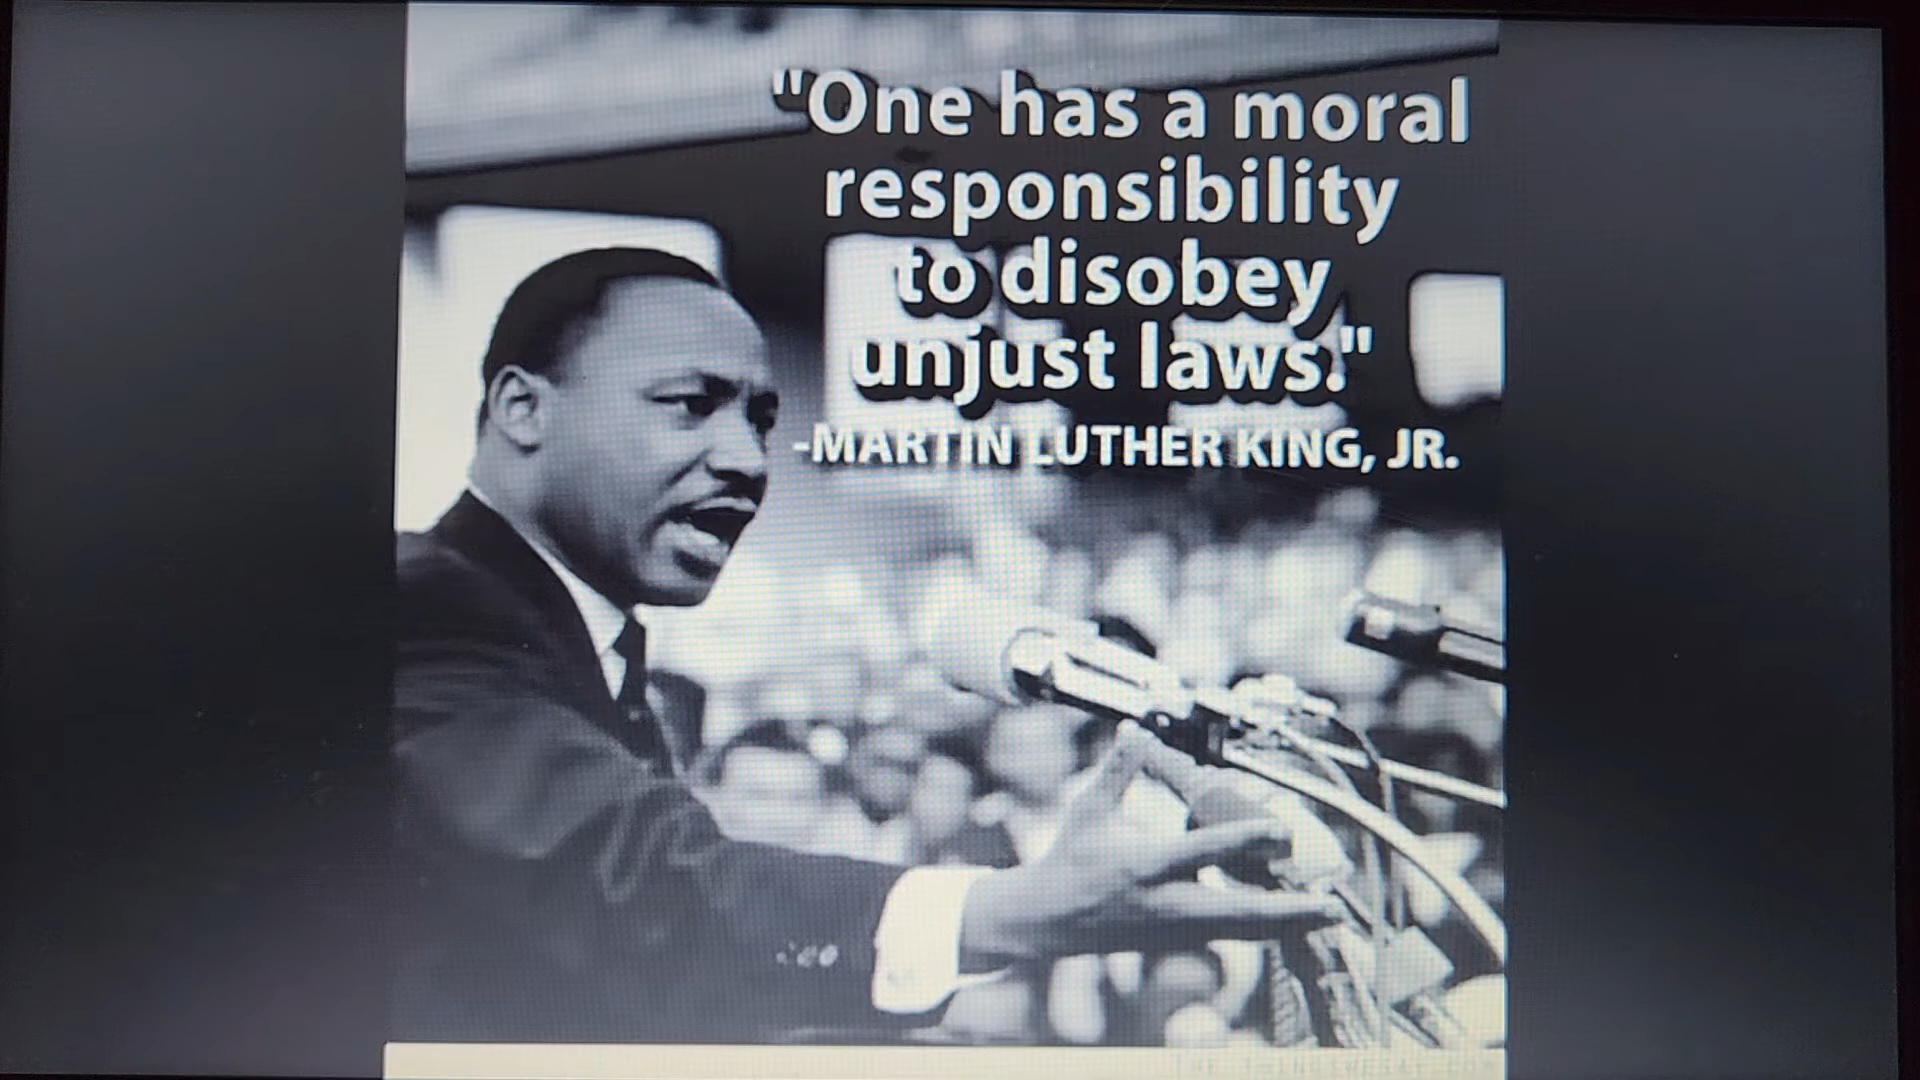 "One has a moral
responsibility
to disobey
unjust laws."
-MARTIN LUTHER KING, JR.